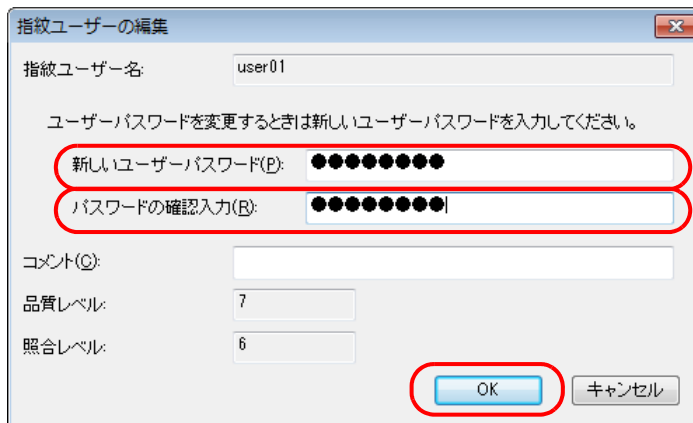 指紋ユーザーの編集
指紋ユーザー名: user01
ユーザーパスワードを変更するときは新しいユーザーパスワードを入力してください。
新しいユーザーパスワード(P): ●●●●●●●●
パスワードの確認入力(R): ●●●●●●●●
コメント(C):
品質レベル: 7
照合レベル: 6
OK キャンセル